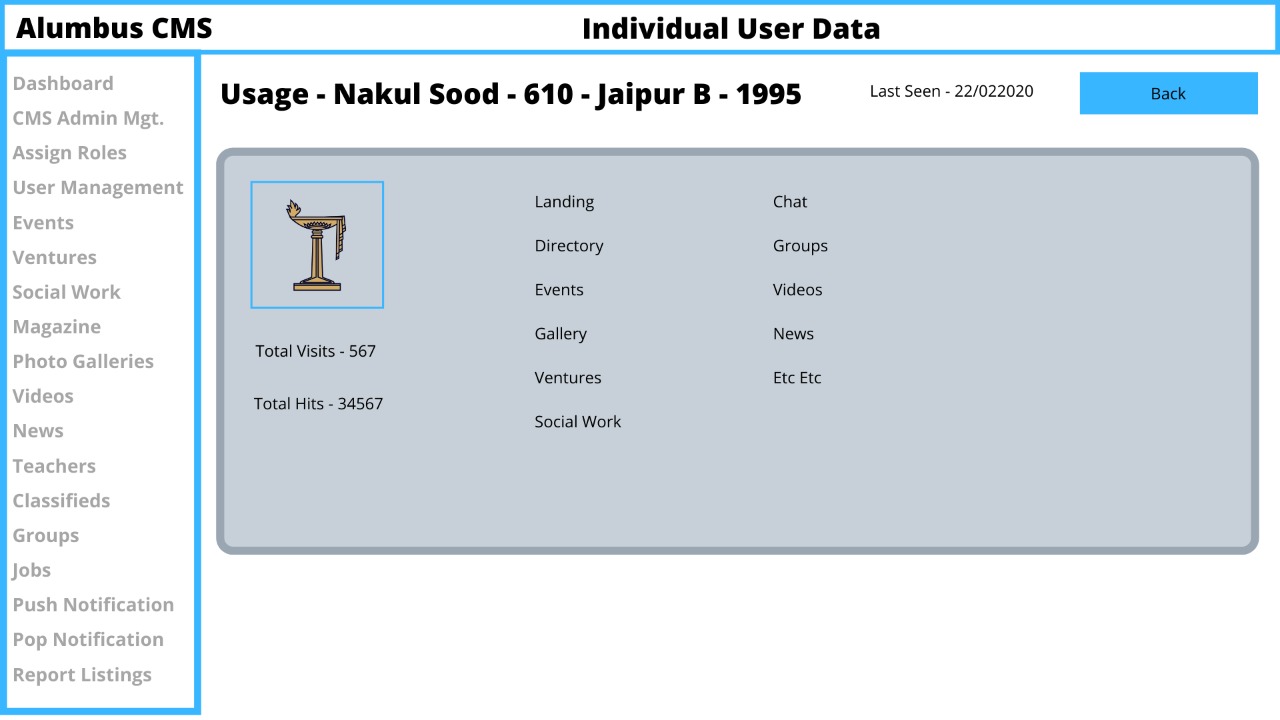 Alumbus CMS
Individual User Data
Dashboard
CMS Admin Mgt.
Assign Roles
User Management
Events
Ventures
Social Work
Magazine
Photo Galleries
Videos
News
Teachers
Classifieds
Groups
Jobs
Push Notification
Pop Notification
Report Listings
Usage - Nakul Sood - 610 - Jaipur B - 1995
Last Seen - 22/022020
Back
Total Visits - 567
Total Hits - 34567
Landing
Directory
Events
Gallery
Ventures
Social Work
Chat
Groups
Videos
News
Etc Etc